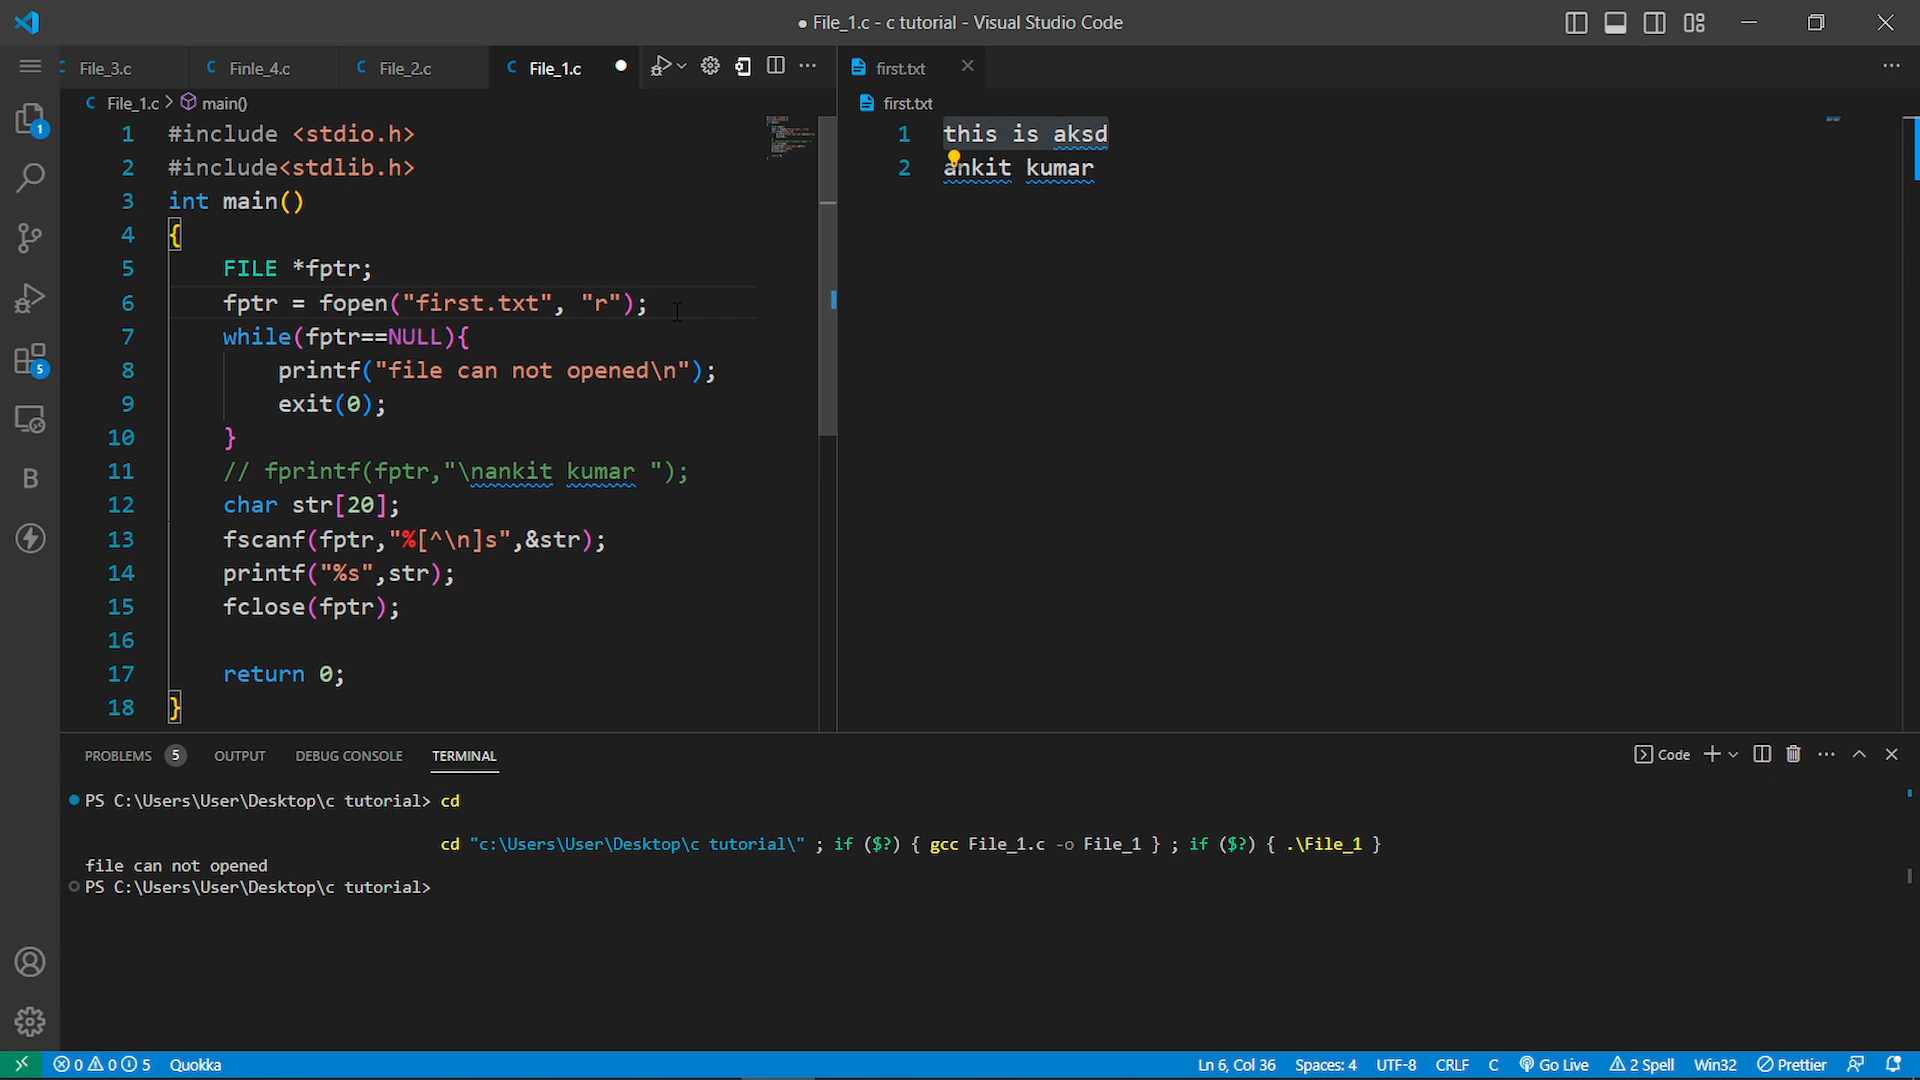 ● File_1.c - c tutorial - Visual Studio Code
C File_3.c
C Finle_4.c
C File_2.c
C File_1.c ●
first.txt
C File_1.c > main()
first.txt
1 #include <stdio.h>
2 #include<stdlib.h>
3 int main()
4 {
5 FILE *fptr;
6 fptr = fopen("first.txt", "r");
7 while(fptr==NULL){
8 printf("file can not opened\n");
9 exit(0);
10 }
11 // fprintf(fptr,"\nankit kumar ");
12 char str[20];
13 fscanf(fptr,"%[^\n]s",&str);
14 printf("%s",str);
15 fclose(fptr);
16
17 return 0;
18 }
1 this is aksd
2 ankit kumar
1
5
B
PROBLEMS 5 OUTPUT DEBUG CONSOLE TERMINAL
Code
PS C:\Users\User\Desktop\c tutorial> cd
cd "c:\Users\User\Desktop\c tutorial\" ; if ($?) { gcc File_1.c -o File_1 } ; if ($?) { .\File_1 }
file can not opened
PS C:\Users\User\Desktop\c tutorial>
0 0 5 Quokka
Ln 6, Col 36 Spaces: 4 UTF-8 CRLF C Go Live 2 Spell Win32 Prettier